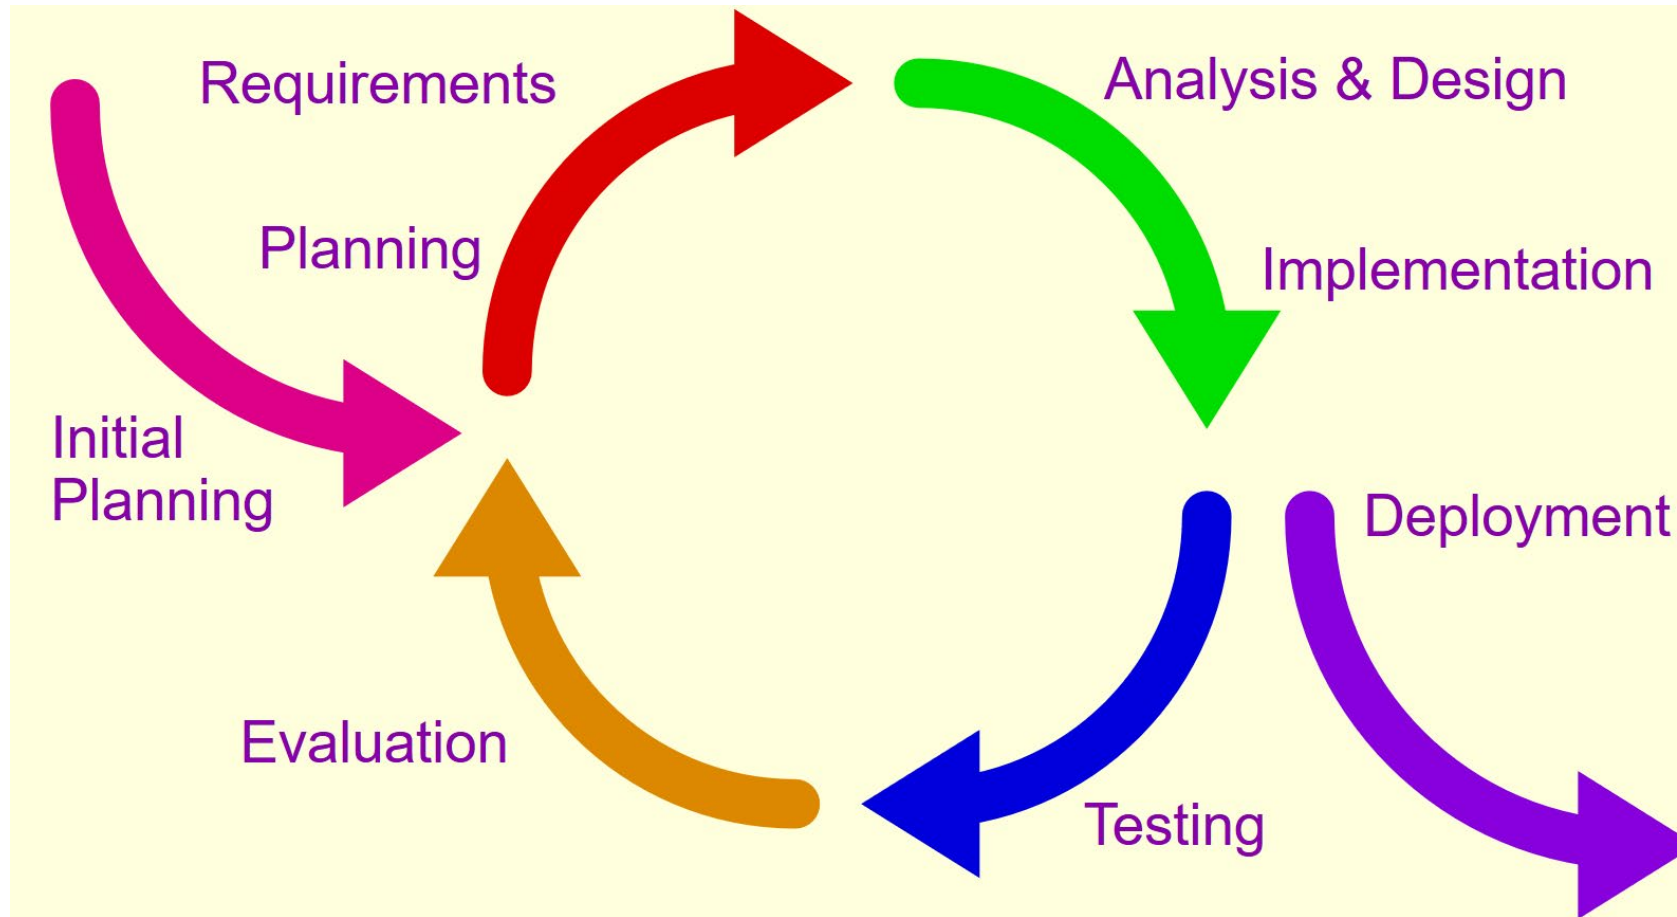 Requirements
Analysis & Design
Planning
Implementation
Initial
Planning
Deployment
Evaluation
Testing